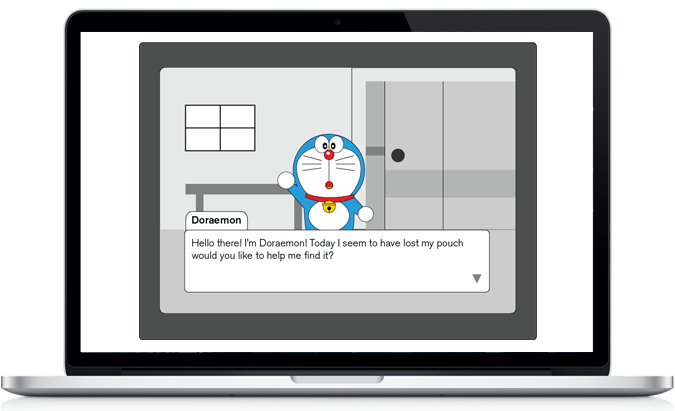 Doraemon
Hello there! I'm Doraemon! Today I seem to have lost my pouch
would you like to help me find it?